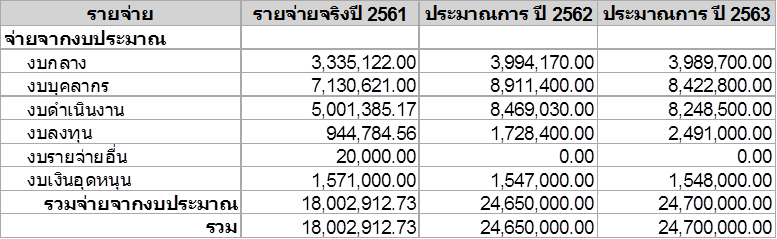 รายจ่าย รายจ่ายจริงปี 2561 ประมาณการ ปี 2562 ประมาณการ ปี 2563
จ่ายจากงบประมาณ
งบกลาง 3,335,122.00 3,994,170.00 3,989,700.00
งบบุคลากร 7,130,621.00 8,911,400.00 8,422,800.00
งบดำเนินงาน 5,001,385.17 8,469,030.00 8,248,500.00
งบลงทุน 944,784.56 1,728,400.00 2,491,000.00
งบรายจ่ายอื่น 20,000.00 0.00 0.00
งบเงินอุดหนุน 1,571,000.00 1,547,000.00 1,548,000.00
รวมจ่ายจากงบประมาณ 18,002,912.73 24,650,000.00 24,700,000.00
รวม 18,002,912.73 24,650,000.00 24,700,000.00